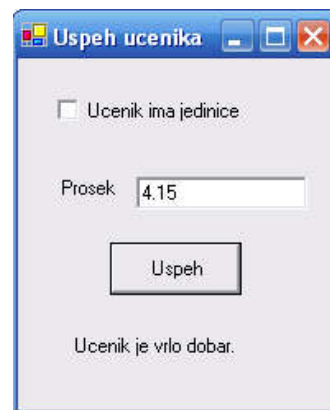 Uspeh ucenika
Ucenik ima jedinice
Prosek 4.15
Uspeh
Ucenik je vrlo dobar.